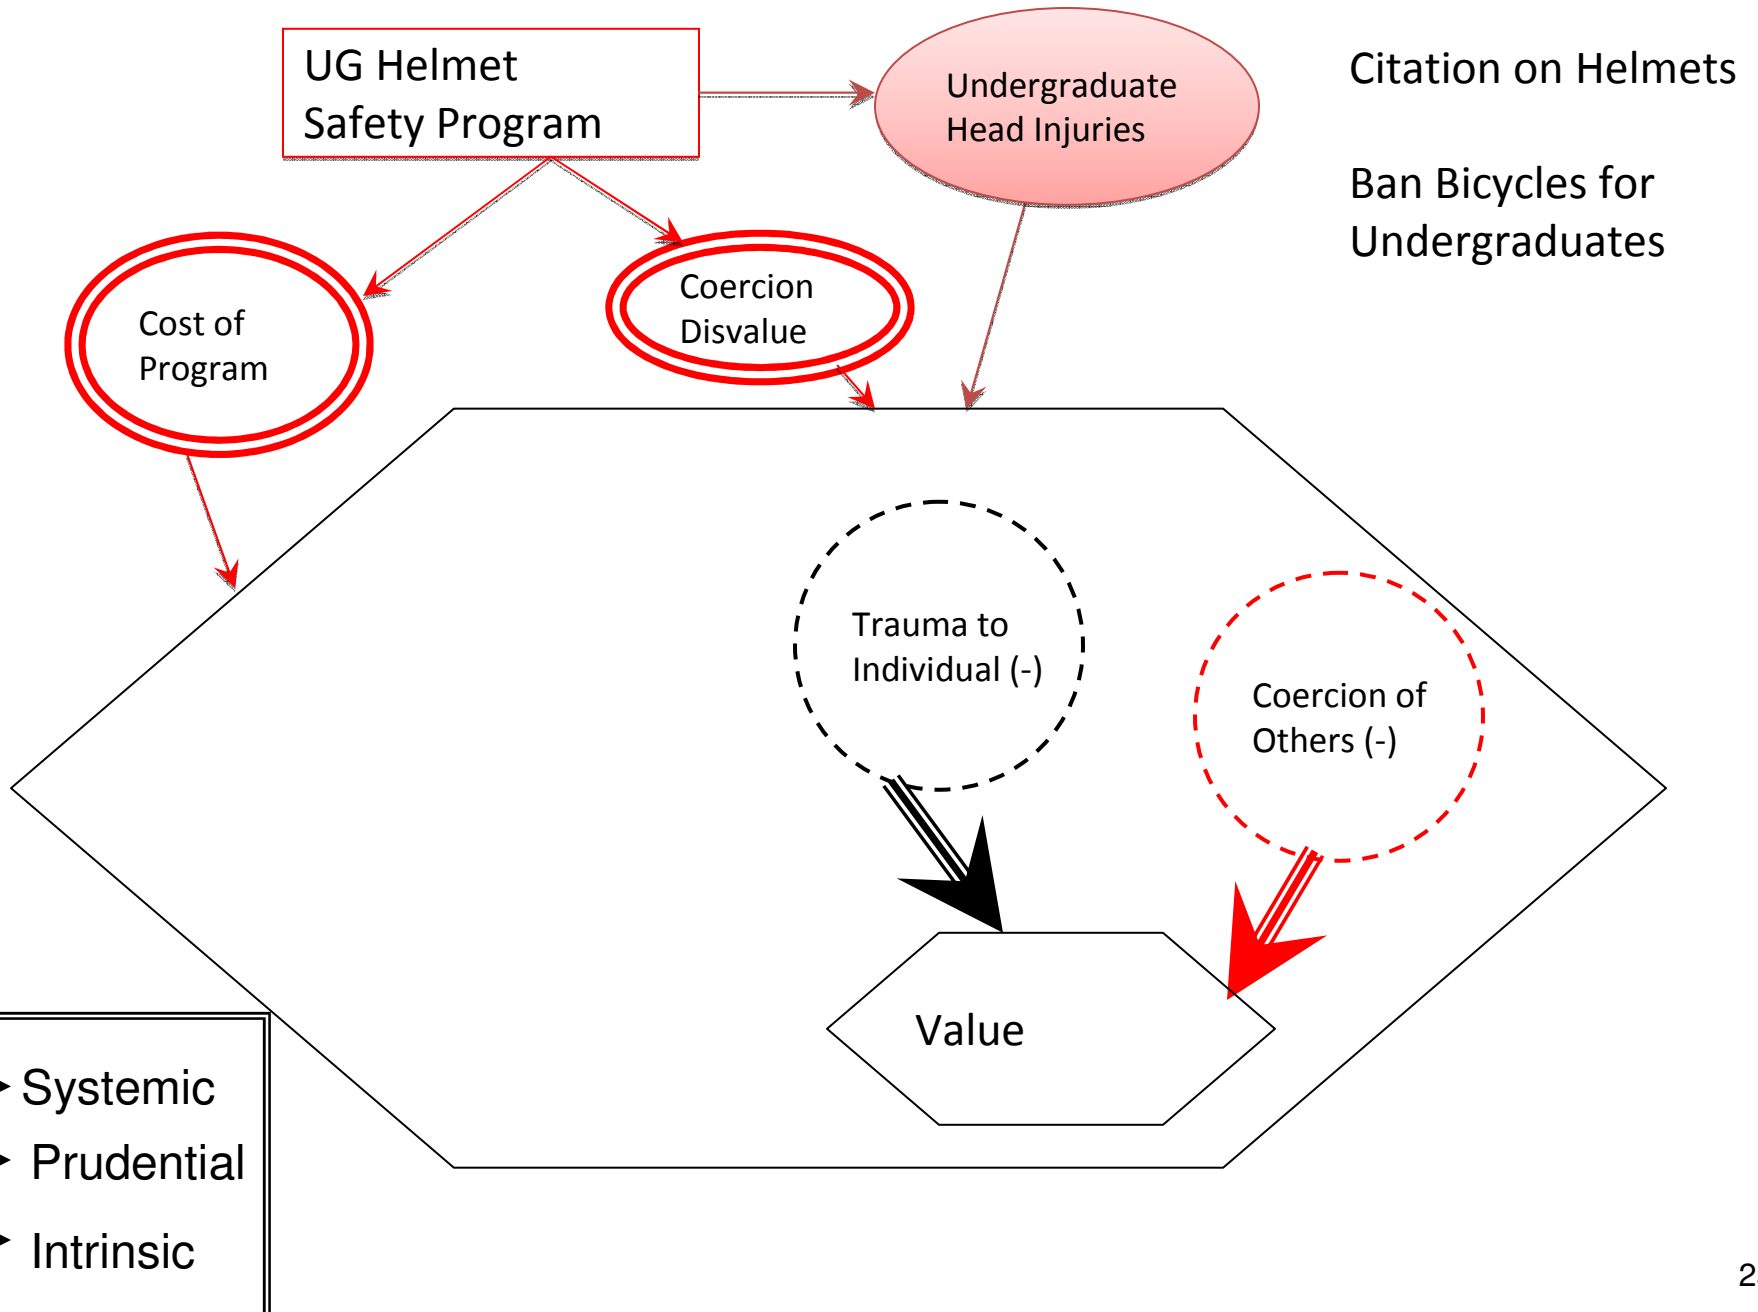 UG Helmet
Safety Program
Undergraduate
Head Injuries
Citation on Helmets
Ban Bicycles for
Undergraduates
Cost of
Program
Coercion
Disvalue
Trauma to
Individual (-)
Coercion of
Others (-)
Value
Systemic
Prudential
Intrinsic